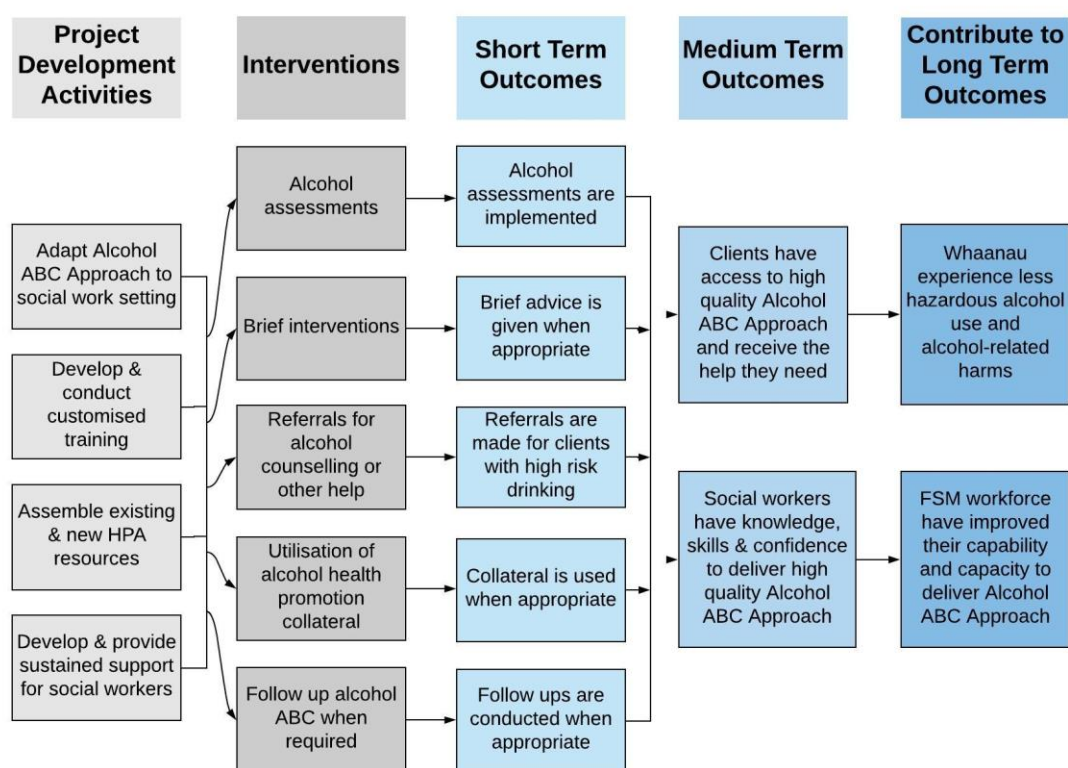 Project
Development
Activities
Interventions
Short Term
Outcomes
Medium Term
Outcomes
Contribute to
Long Term
Outcomes
Adapt Alcohol
ABC Approach to
social work setting
Develop &
conduct
customised
training
Assemble existing
& new HPA
resources
Develop & provide
sustained support
for social workers
Alcohol
assessments
Brief interventions
Referrals for
alcohol
counselling or
other help
Utilisation of
alcohol health
promotion
collateral
Follow up alcohol
ABC when
required
Alcohol
assessments are
implemented
Brief advice is
given when
appropriate
Referrals are
made for clients
with high risk
drinking
Collateral is used
when appropriate
Follow ups are
conducted when
appropriate
Clients have
access to high
quality Alcohol
ABC Approach
and receive the
help they need
Social workers
have knowledge,
skills & confidence
to deliver high
quality Alcohol
ABC Approach
Whaanau
experience less
hazardous alcohol
use and
alcohol-related
harms
FSM workforce
have improved
their capability
and capacity to
deliver Alcohol
ABC Approach